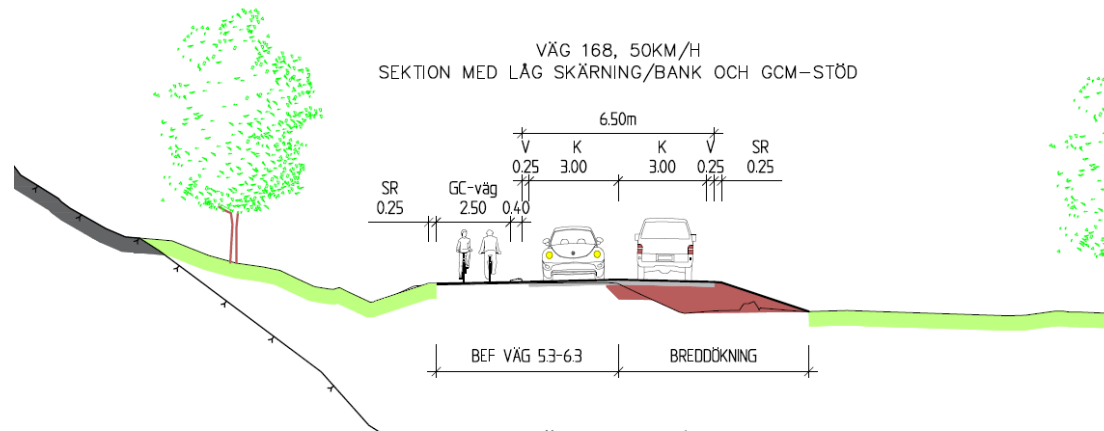 VÄG 168, 50KM/H
SEKTION MED LÅG SKÄRNING/BANK OCH GCM-STÖD
6.50m
V K K V SR
0.25 3.00 3.00 0.25 0.25
SR GC-väg
0.25 2.50 0.40
BEF VÄG 5.3-6.3 BREDDÖKNING